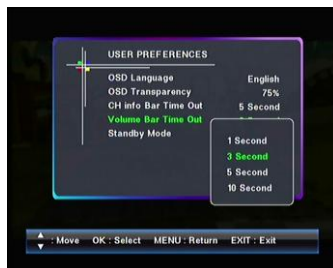 USER PREFERENCES
OSD Language English
OSD Transparency 75%
CH info Bar Time Out 5 Second
Volume Bar Time Out
Standby Mode
1 Second
3 Second
5 Second
10 Second
: Move OK : Select MENU : Return EXIT : Exit